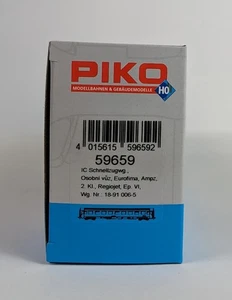 PIKO
MODELLBAHNEN & GEBÄUDEMODELLE
HO
4 015615 596592
59659
IC Schnellzugwg.,
Osobní vůz, Eurofima, Ampz,
2. Kl., Regiojet, Ep. VI,
Wg. Nr.: 18-91 006-5